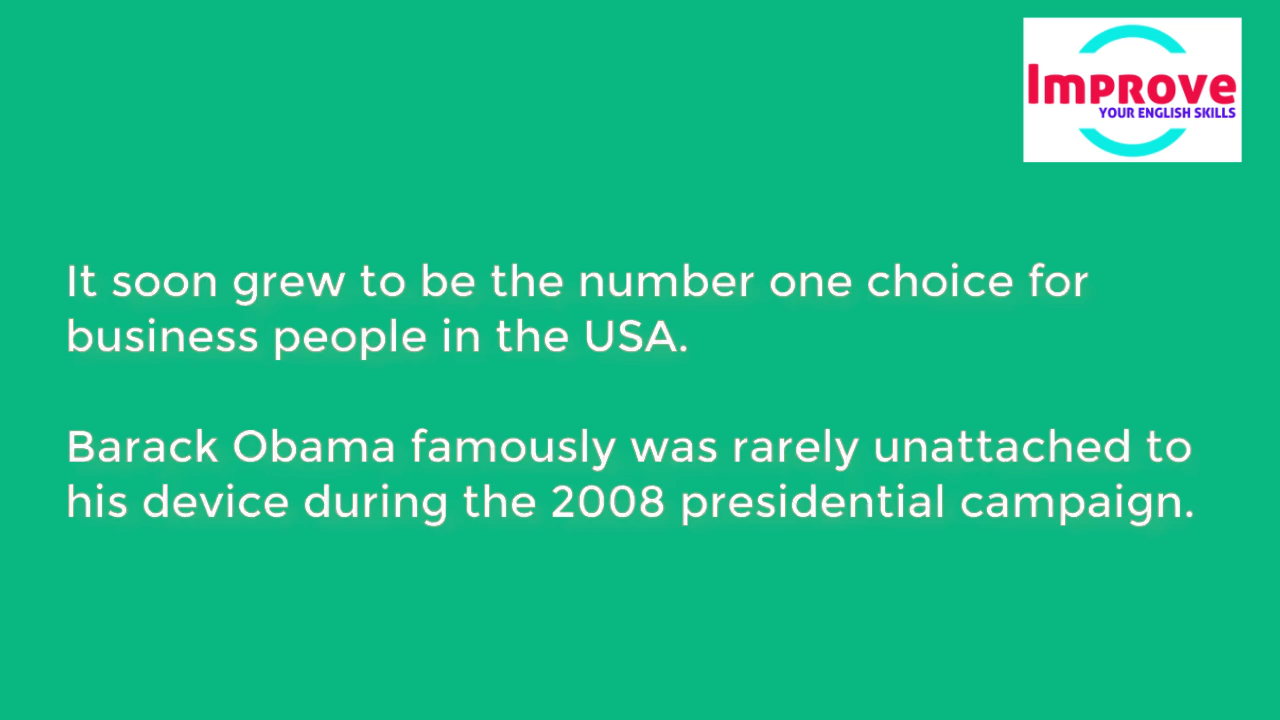 Improve
YOUR ENGLISH SKILLS
It soon grew to be the number one choice for
business people in the USA.
Barack Obama famously was rarely unattached to
his device during the 2008 presidential campaign.